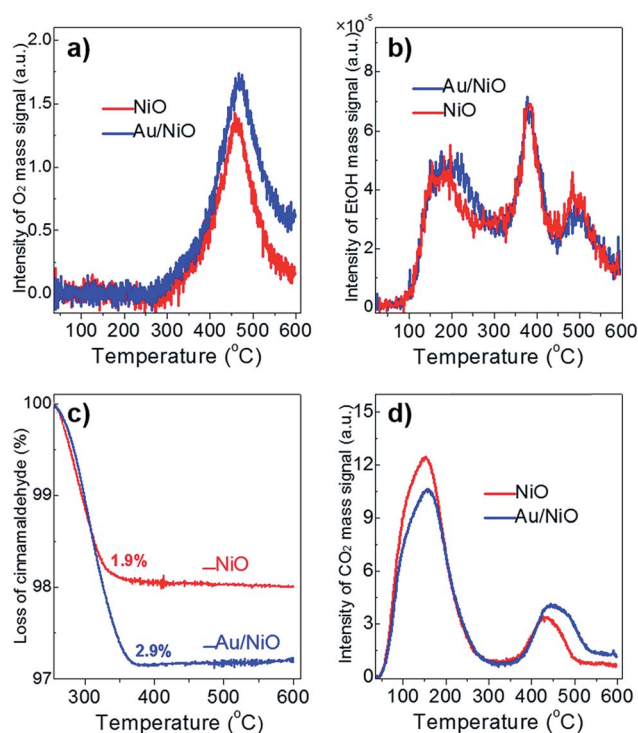 a)
Intensity of O2 mass signal (a.u.)
2.0
1.5
1.0
0.5
0.0
NiO
Au/NiO
100 200 300 400 500 600
Temperature (°C)
b)
×10-5
Intensity of EtOH mass signal (a.u.)
8
6
4
2
0
Au/NiO
NiO
100 200 300 400 500 600
Temperature (°C)
c)
Loss of cinnamaldehyde (%)
100
99
98
97
1.9%
NiO
2.9%
Au/NiO
300 400 500 600
Temperature (°C)
d)
Intensity of CO2 mass signal (a.u.)
15
12
9
6
3
0
NiO
Au/NiO
100 200 300 400 500 600
Temperature (°C)